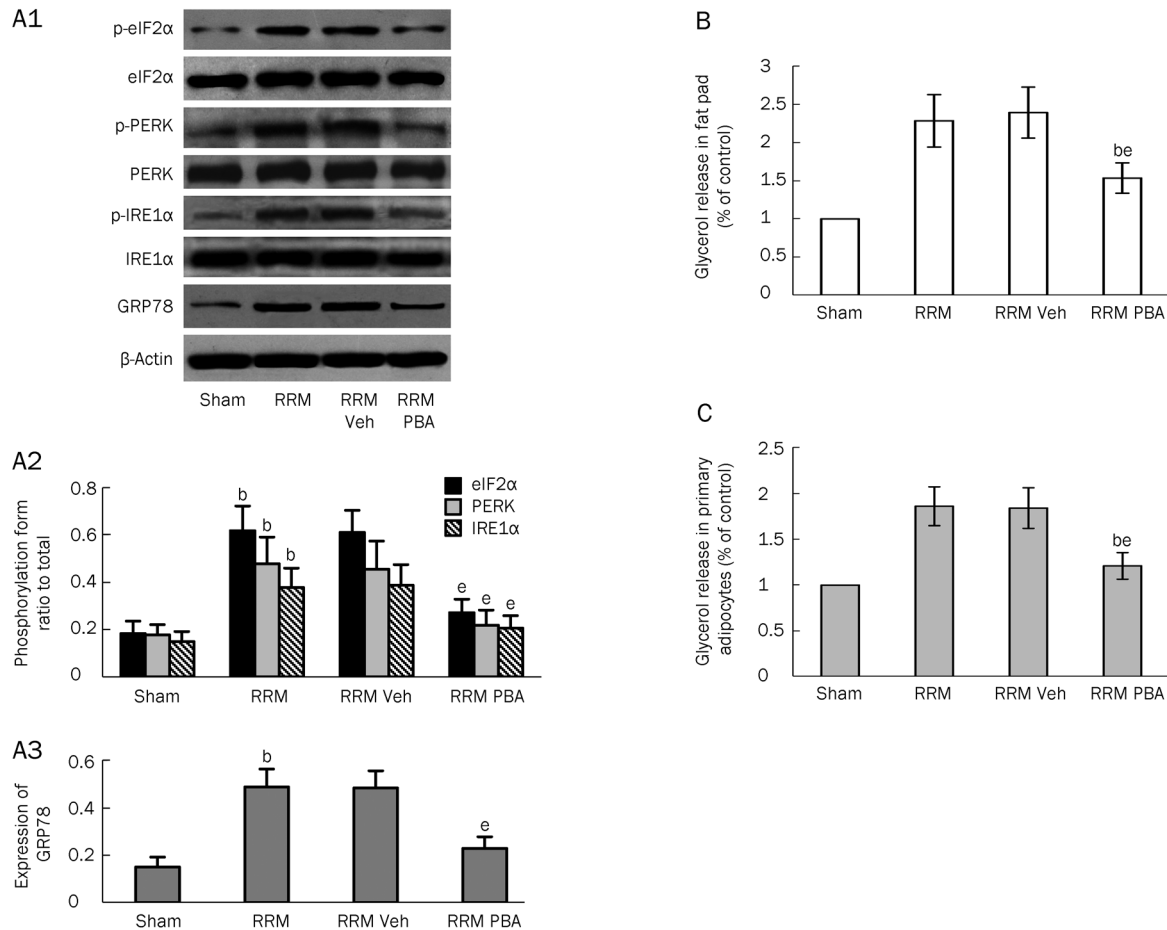 A1
p-eIF2α
eIF2α
p-PERK
PERK
p-IRE1α
IRE1α
GRP78
β-Actin
Sham RRM RRM RRM
Veh PBA
A2
Phosphorylation form
ratio to total
0.8
0.6
0.4
0.2
0
b
b
b
e e e
eIF2α
PERK
IRE1α
Sham RRM RRM Veh RRM PBA
A3
Expression of
GRP78
0.6
0.4
0.2
0
b
e
Sham RRM RRM Veh RRM PBA
B
Glycerol release in fat pad
(% of control)
3
2.5
2
1.5
1
0.5
0
be
Sham RRM RRM Veh RRM PBA
C
Glycerol release in primary
adipocytes (% of control)
2.5
2
1.5
1
0.5
0
be
Sham RRM RRM Veh RRM PBA